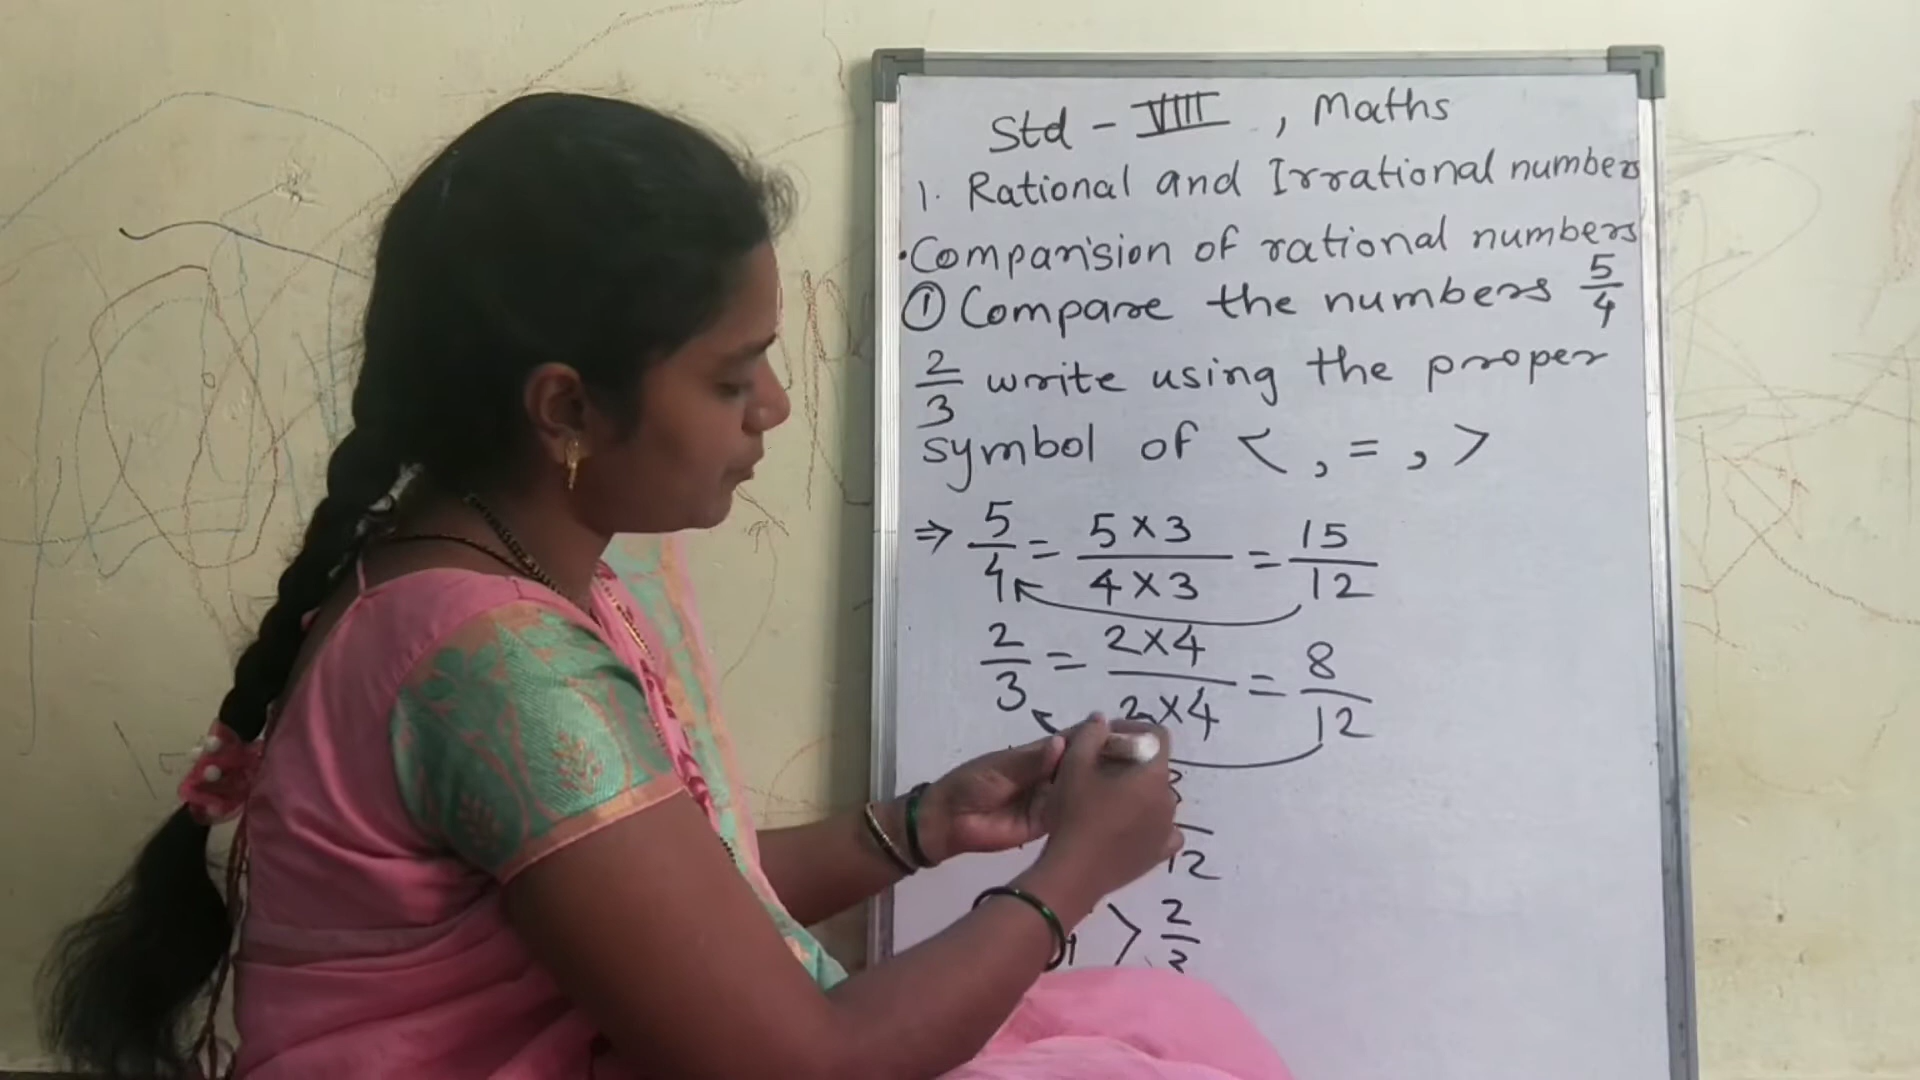 Std - VIII , Maths
1. Rational and Irrational numbers
• Comparision of rational numbers
① Compare the numbers 5/4
2/3 write using the proper
symbol of < , = , >
⇒ 5/4 = 5 × 3 / 4 × 3 = 15/12
2/3 = 2 × 4 / 3 × 4 = 8/12
12
> 2/3